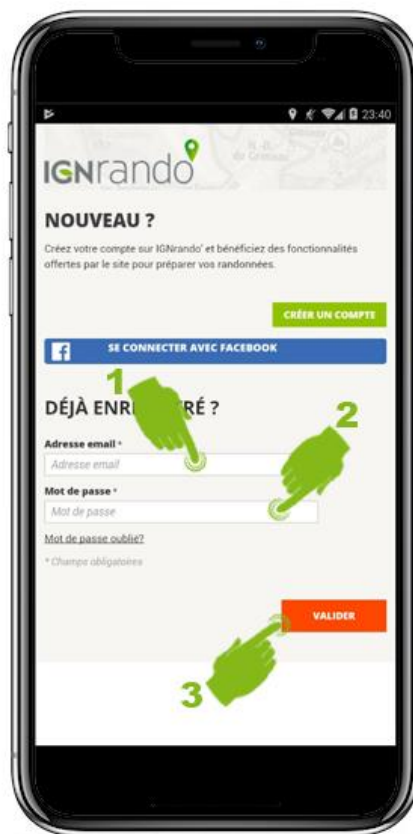 23:40
IGNrando'
NOUVEAU ?
Créez votre compte sur IGNrando' et bénéficiez des fonctionnalités
offertes par le site pour préparer vos randonnées.
CRÉER UN COMPTE
SE CONNECTER AVEC FACEBOOK
1
DÉJÀ ENR TRÉ ?
2
Adresse email *
Adresse email
Mot de passe *
Mot de passe
Mot de passe oublié?
* Champs obligatoires
VALIDER
3